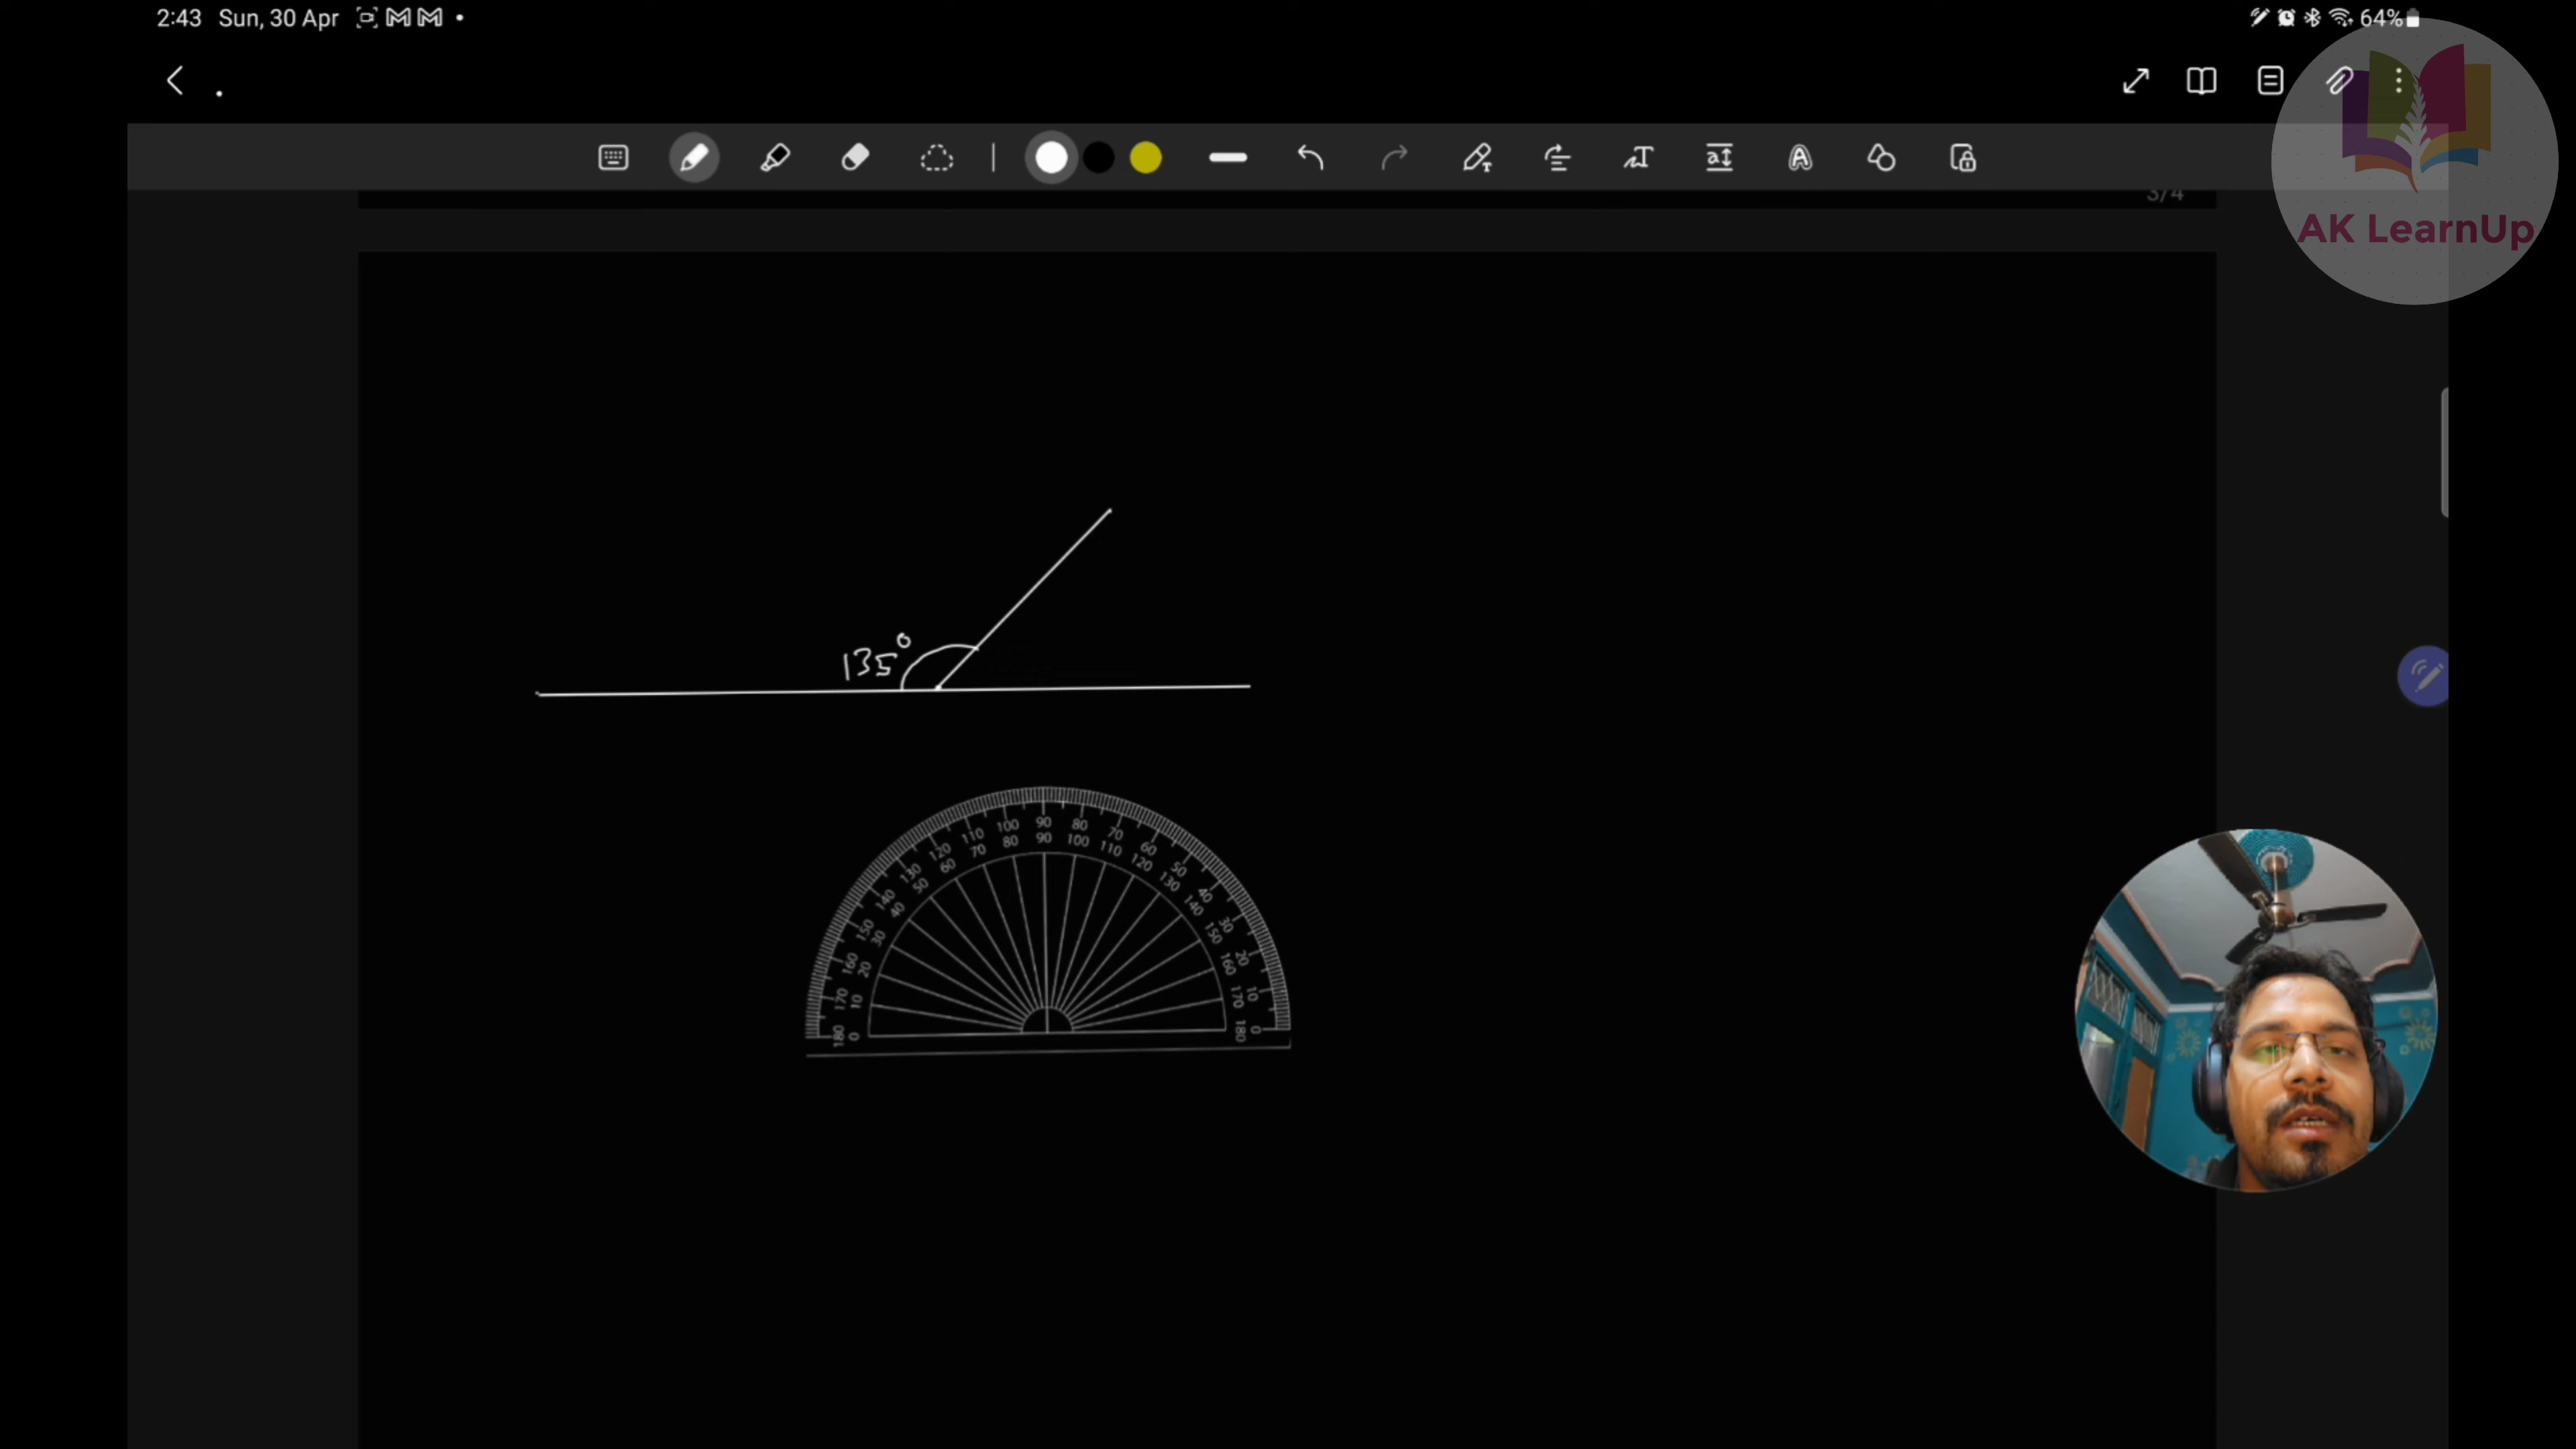 2:43 Sun, 30 Apr
64%
3/4
AK LearnUp
135°
180 170 160 150 140 130 120 110 100 90 80 70 60 50 40 30 20 10 0
0 10 20 30 40 50 60 70 80 90 100 110 120 130 140 150 160 170 180